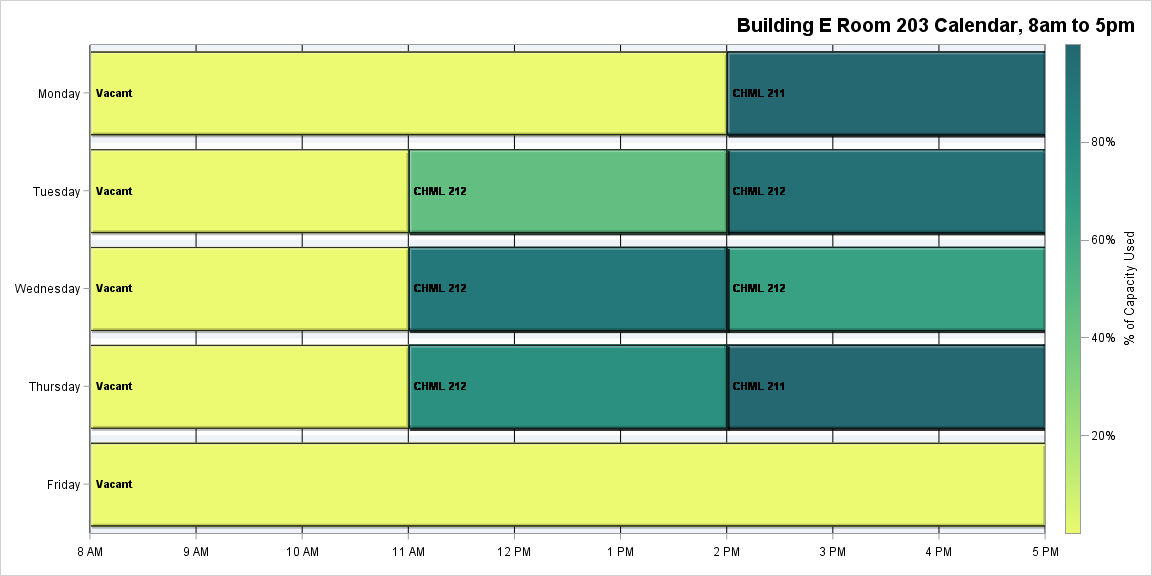 Building E Room 203 Calendar, 8am to 5pm
Monday
Vacant
CHML 211
Tuesday
Vacant
CHML 212
CHML 212
Wednesday
Vacant
CHML 212
CHML 212
Thursday
Vacant
CHML 212
CHML 211
Friday
Vacant
8 AM
9 AM
10 AM
11 AM
12 PM
1 PM
2 PM
3 PM
4 PM
5 PM
80%
60%
40%
20%
% of Capacity Used